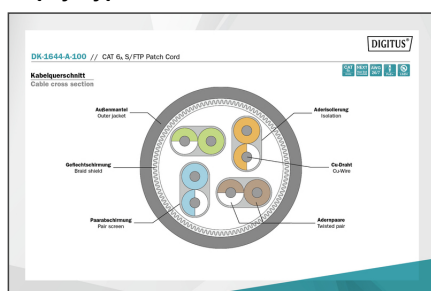 DIGITUS®
DK-1644-A-100 // CAT 6A S/FTP Patch Cord
Kabelquerschnitt
Cable cross section
Außenmantel
Outer jacket
Aderisolierung
Isolation
Geflechtschirmung
Braid shield
Cu-Draht
Cu-Wire
Paarabschirmung
Pair screen
Aderpaare
Twisted pair